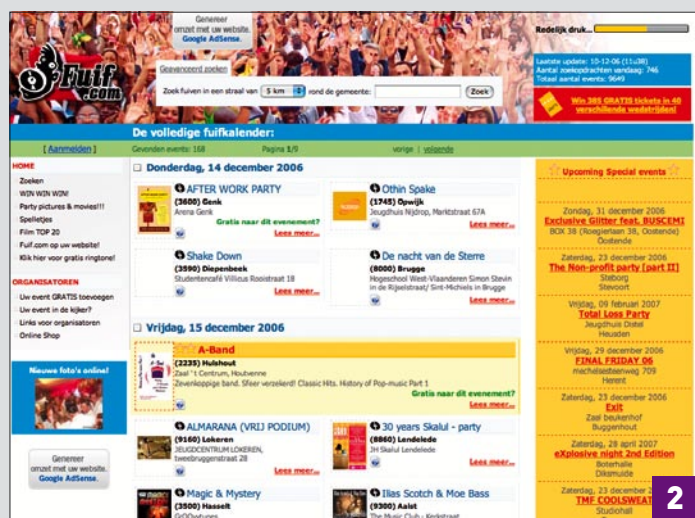 Genereer
omzet met uw website.
Google AdSense.
Redelijk druk...
Fuif
.com
Geavanceerd zoeken
Zoek fuiven in een straal van 5 km rond de gemeente: Zoek
Laatste update: 10-12-06 (11u38)
Aantal zoekopdrachten vandaag: 746
Totaal aantal events: 9649
Win 385 GRATIS tickets in 40
verschillende wedstrijden!
De volledige fuifkalender:
[ Aanmelden ]
Gevonden events: 168
Pagina 1/9
vorige | volgende
HOME
Zoeken
WIN WIN WIN!
Party pictures & movies!!!
Spelletjes
Film TOP 20
Fuif.com op uw website!
Klik hier voor gratis ringtone!
ORGANISATOREN
Uw event GRATIS toevoegen
Uw event in de kijker?
Links voor organisatoren
Online Shop
Nieuwe foto's online!
Genereer
omzet met uw website.
Google AdSense.
Donderdag, 14 december 2006
AFTER WORK PARTY
(3600) Genk
Arena Genk
Gratis naar dit evenement?
Lees meer...
Othin Spake
(1745) Opwijk
Jeugdhuis Nijdrop, Marktstraat 67A
Lees meer...
Shake Down
(3590) Diepenbeek
Studentencafé Villicus Rooistraat 18
Lees meer...
De nacht van de Sterre
(8000) Brugge
Hogeschool West-Vlaanderen Simon Stevin
in de Rijselstraat/ Sint-Michiels in Brugge
Lees meer...
Vrijdag, 15 december 2006
A-Band
(2235) Hulshout
Zaal 't Centrum, Houtvenne
Zevenkoppige band. Sfeer verzekerd! Classic Hits. History of Pop-music Part 1
Gratis naar dit evenement?
Lees meer...
ALMARANA (VRIJ PODIUM)
(9160) Lokeren
JEUGDCENTRUM LOKEREN,
tweebruggenstraat 28
Lees meer...
30 years Skalul - party
(8860) Lendelede
JH Skalul Lendelede
Lees meer...
Magic & Mystery
(3500) Hasselt
Ilias Scotch & Moe Bass
(9300) Aalst
The Music Club - Kerkstraat
Upcoming Special events
Zondag, 31 december 2006
Exclusive Glitter feat. BUSCEMI
BOX 38 (Roegierlaan 38, Oostende)
Oostende
Zaterdag, 23 december 2006
The Non-profit party [part II]
Steborg
Stevoort
Vrijdag, 09 februari 2007
Total Loss Party
Jeugdhuis Distel
Heusden
Vrijdag, 29 december 2006
FINAL FRIDAY 06
mechelsesteenweg 709
Herent
Zaterdag, 23 december 2006
Exit
Zaal beukenhof
Buggenhout
Zaterdag, 28 april 2007
eXplosive night 2nd Edition
Boterhalle
Diksmuide
Zaterdag, 23 december
TMF COOLSWEAT
Studiohall
2